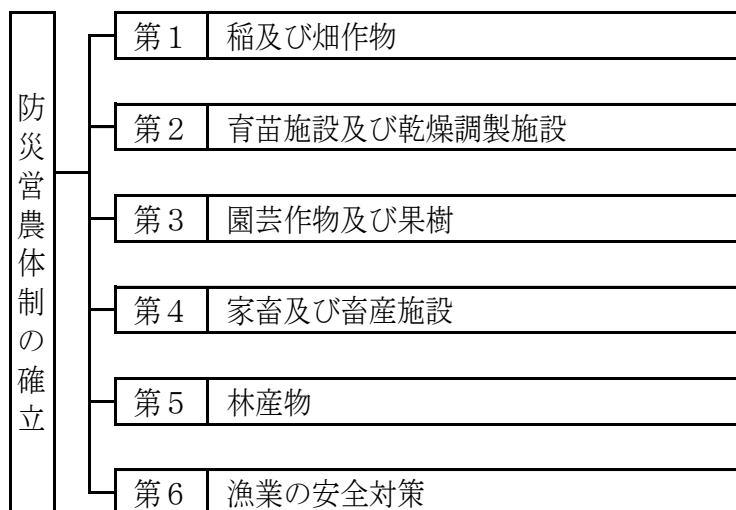 防災営農体制の確立
第１ 稲及び畑作物
第２ 育苗施設及び乾燥調製施設
第３ 園芸作物及び果樹
第４ 家畜及び畜産施設
第５ 林産物
第６ 漁業の安全対策